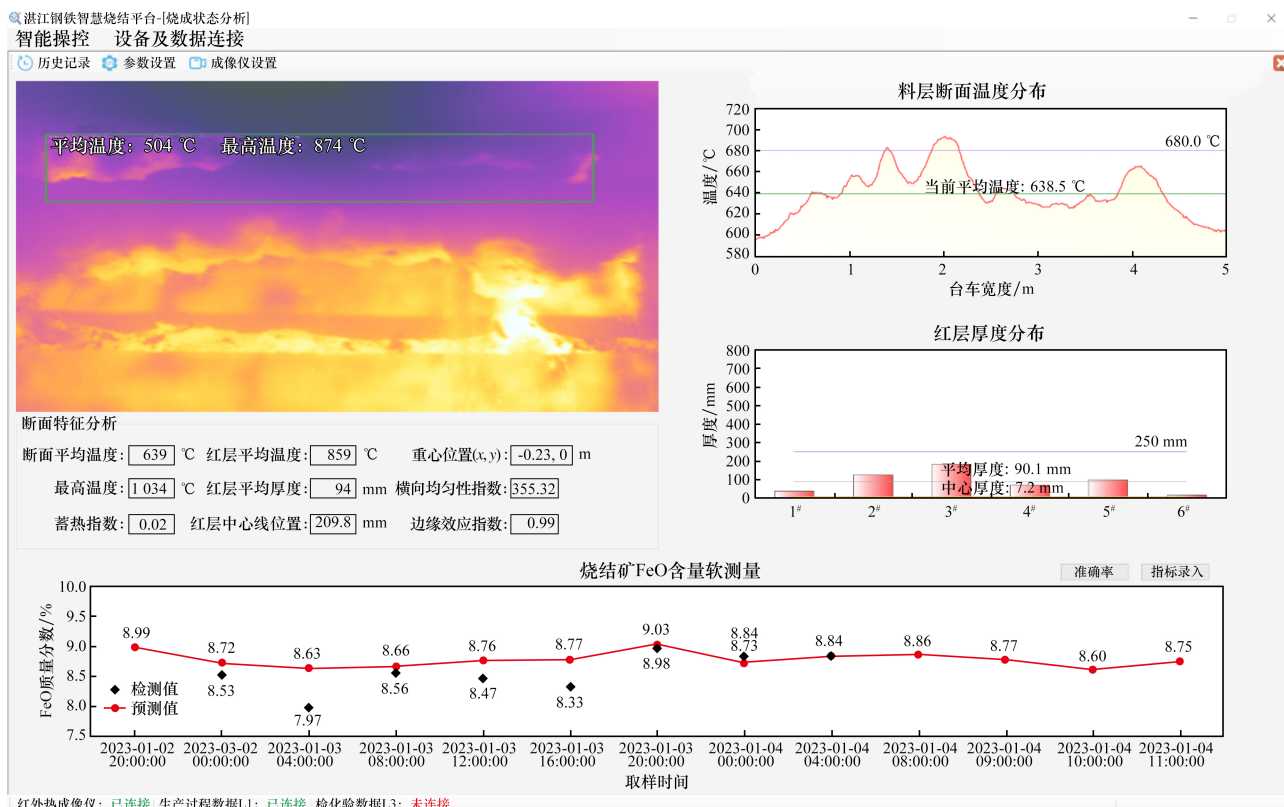 湛江钢铁智慧烧结平台-[烧成状态分析]
智能操控 设备及数据连接
历史记录 参数设置 成像仪设置
平均温度: 504 ℃ 最高温度: 874 ℃
断面特征分析
断面平均温度: 639 ℃ 红层平均温度: 859 ℃ 重心位置(x, y): -0.23, 0 m
最高温度: 1 034 ℃ 红层平均厚度: 94 mm 横向均匀性指数: 355.32
蓄热指数: 0.02 红层中心线位置: 209.8 mm 边缘效应指数: 0.99
料层断面温度分布
温度/℃
720
700
680
660
640
620
600
580
680.0 ℃
当前平均温度: 638.5 ℃
0 1 2 3 4 5
台车宽度/m
红层厚度分布
厚度/mm
800
700
600
500
400
300
200
100
0
250 mm
平均厚度: 90.1 mm
中心厚度: 7.2 mm
1# 2# 3# 4# 5# 6#
烧结矿FeO含量软测量
准确率 指标录入
FeO质量分数/%
10.0
9.5
9.0
8.5
8.0
7.5
8.99 8.72 8.63 8.66 8.76 8.77 9.03 8.73 8.84 8.86 8.77 8.60 8.75
8.53 7.97 8.56 8.47 8.33 8.98 8.84
检测值
预测值
2023-01-02 20:00:00
2023-03-02 00:00:00
2023-01-03 04:00:00
2023-01-03 08:00:00
2023-01-03 12:00:00
2023-01-03 16:00:00
2023-01-03 20:00:00
2023-01-04 00:00:00
2023-01-04 04:00:00
2023-01-04 08:00:00
2023-01-04 09:00:00
2023-01-04 10:00:00
2023-01-04 11:00:00
取样时间
红外热成像仪: 已连接 生产过程数据L1: 已连接 检化验数据L3: 未连接